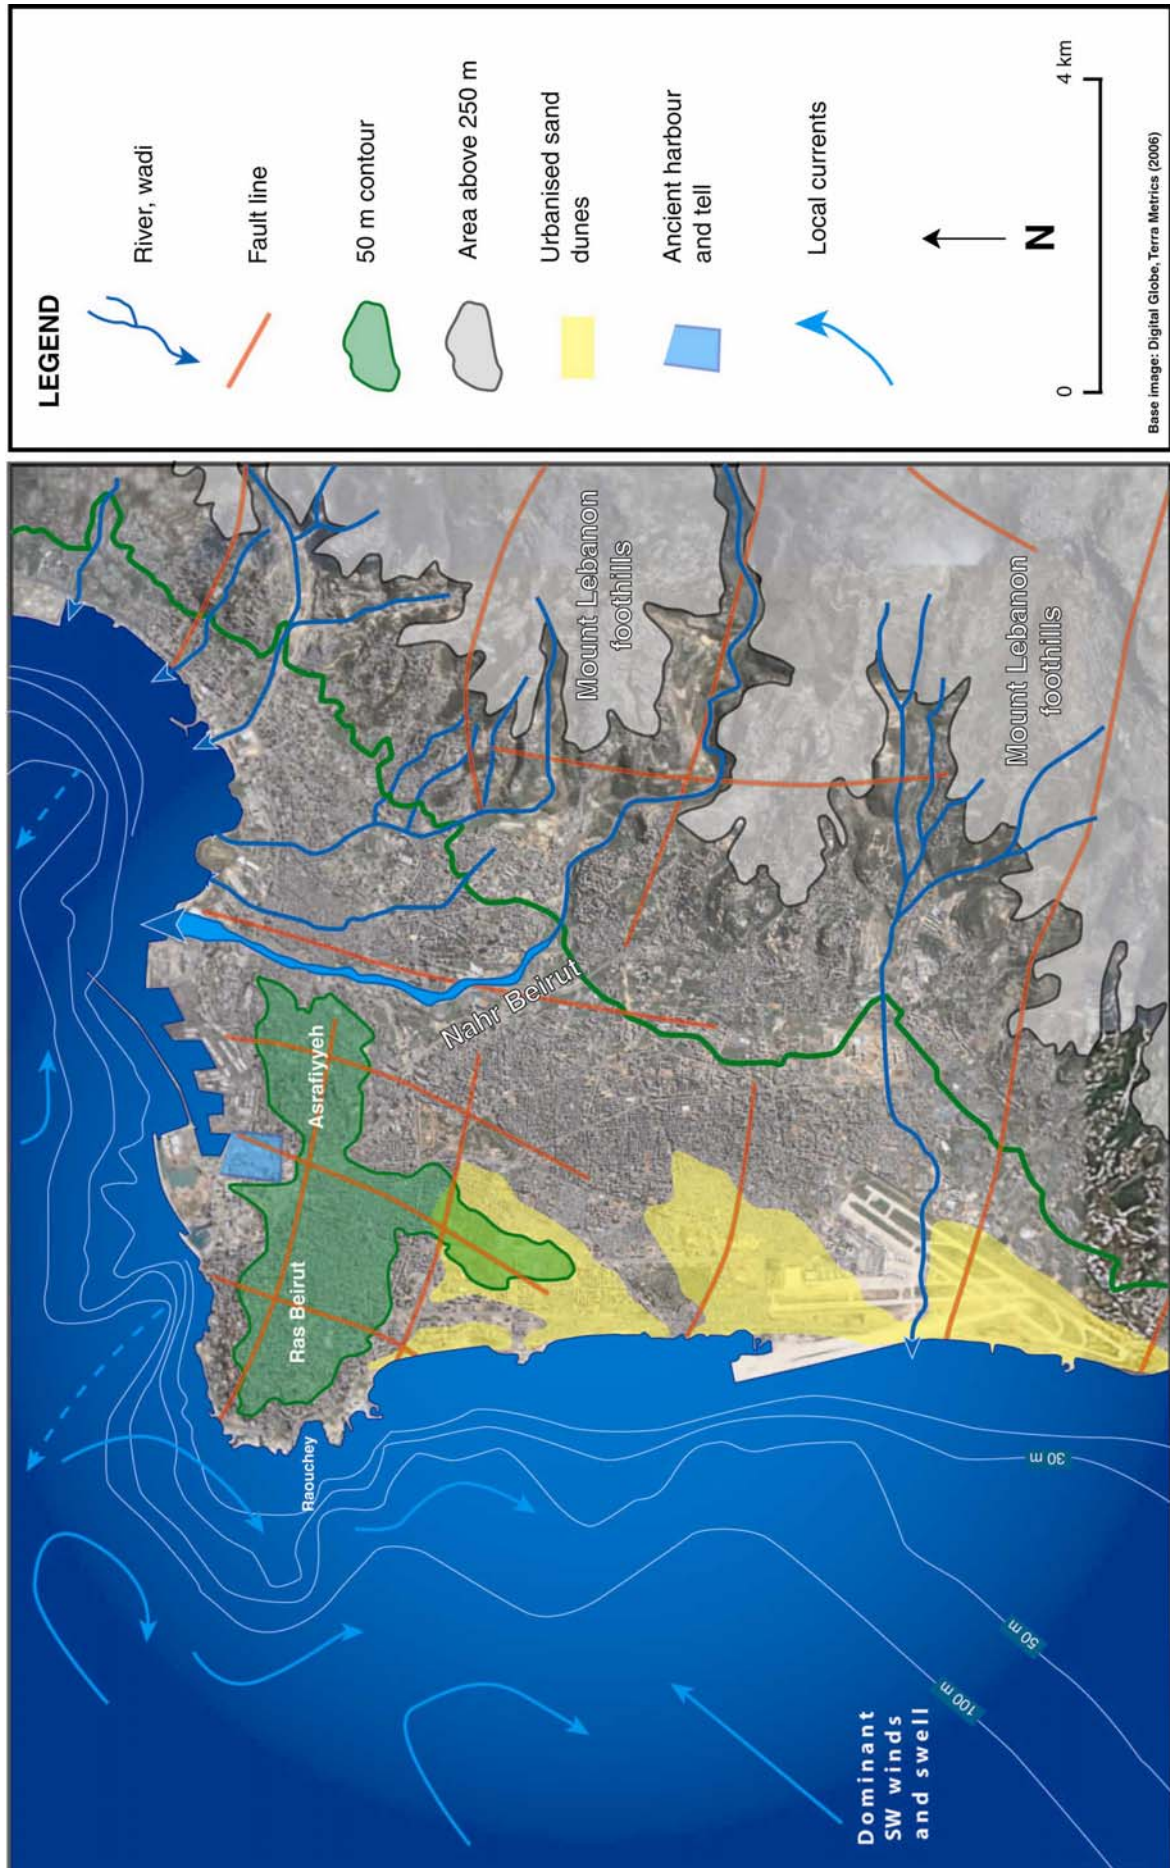 LEGEND
River, wadi
Fault line
50 m contour
Area above 250 m
Urbanised sand
dunes
Ancient harbour
and tell
Local currents
N
0
4 km
Base image: Digital Globe, Terra Metrics (2006)
Mount Lebanon
foothills
Mount Lebanon
foothills
Nahr Beirut
Asrafiyyeh
Ras Beirut
Raouchey
30 m
50 m
100 m
Dominant
SW winds
and swell